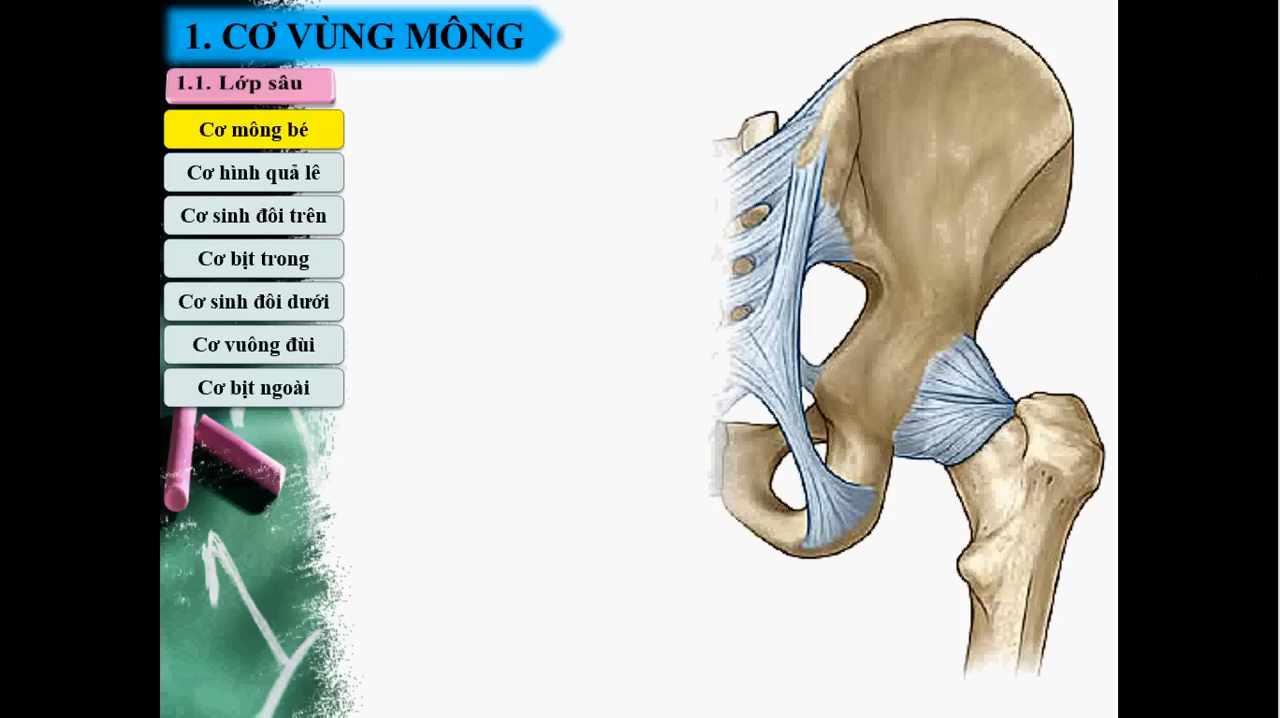 1. CƠ VÙNG MÔNG
1.1. Lớp sâu
Cơ mông bé
Cơ hình quả lê
Cơ sinh đôi trên
Cơ bịt trong
Cơ sinh đôi dưới
Cơ vuông đùi
Cơ bịt ngoài